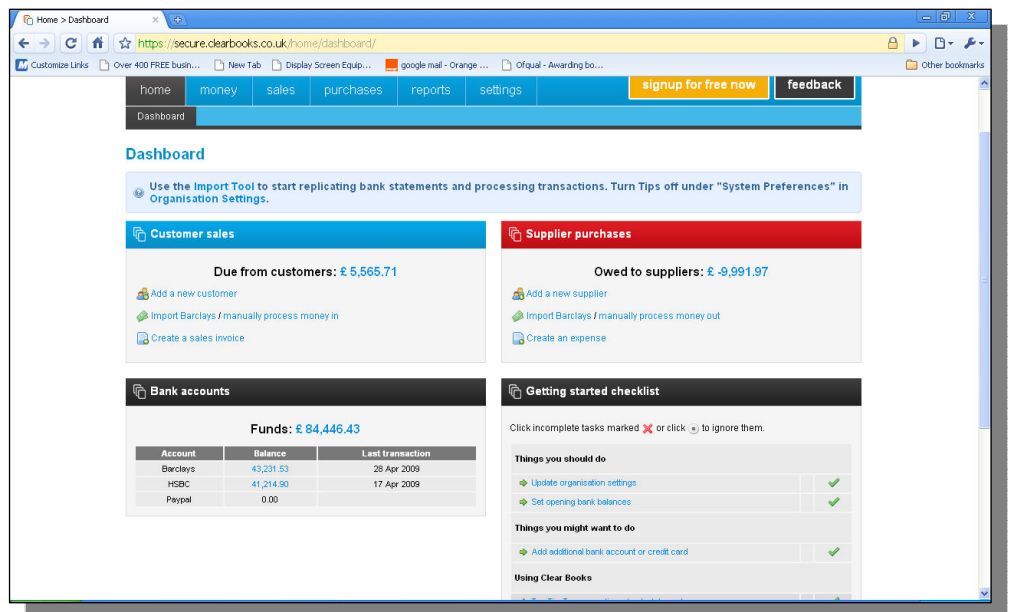 Home > Dashboard
https://secure.clearbooks.co.uk/home/dashboard/
Customize Links Over 400 FREE busin... New Tab Display Screen Equip... google mail - Orange ... Ofqual - Awarding bo... Other bookmarks
home money sales purchases reports settings signup for free now feedback
Dashboard
Dashboard
Use the Import Tool to start replicating bank statements and processing transactions. Turn Tips off under "System Preferences" in
Organisation Settings.
Customer sales
Due from customers: £ 5,565.71
Add a new customer
Import Barclays / manually process money in
Create a sales invoice
Supplier purchases
Owed to suppliers: £ -9,991.97
Add a new supplier
Import Barclays / manually process money out
Create an expense
Bank accounts
Funds: £ 84,446.43
Account Balance Last transaction
Barclays 43,231.53 28 Apr 2009
HSBC 41,214.90 17 Apr 2009
Paypal 0.00
Getting started checklist
Click incomplete tasks marked or click to ignore them.
Things you should do
Update organisation settings
Set opening bank balances
Things you might want to do
Add additional bank account or credit card
Using Clear Books